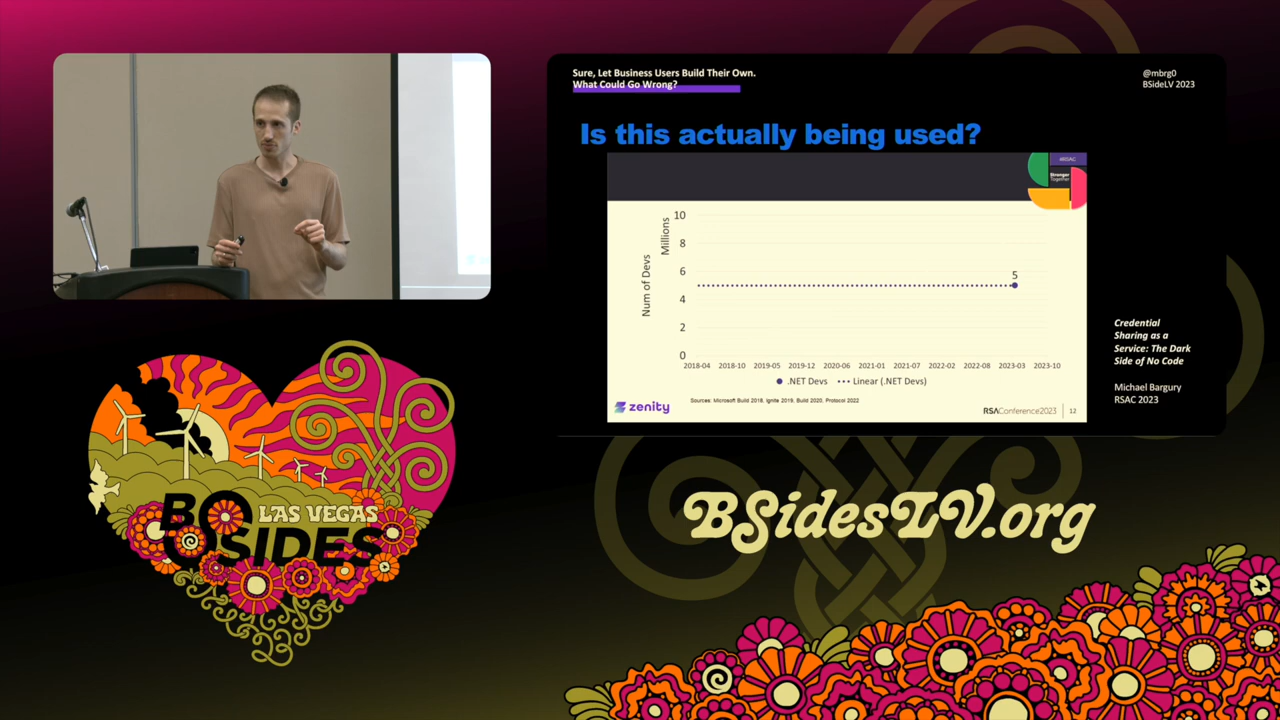 Sure, Let Business Users Build Their Own.
What Could Go Wrong?
@mbrg0
BSideLV 2023
Is this actually being used?
#RSAC
Stronger
Together
10
8
6
4
2
0
Millions
Num of Devs
5
2018-04 2018-10 2019-05 2019-12 2020-06 2021-01 2021-07 2022-02 2022-08 2023-03 2023-10
.NET Devs Linear (.NET Devs)
Sources: Microsoft Build 2018, Ignite 2019, Build 2020, Protocol 2022
zenity
RSAConference2023 12
Credential
Sharing as a
Service: The Dark
Side of No Code
Michael Bargury
RSAC 2023
LAS VEGAS
BSIDES
23
BSidesLV.org